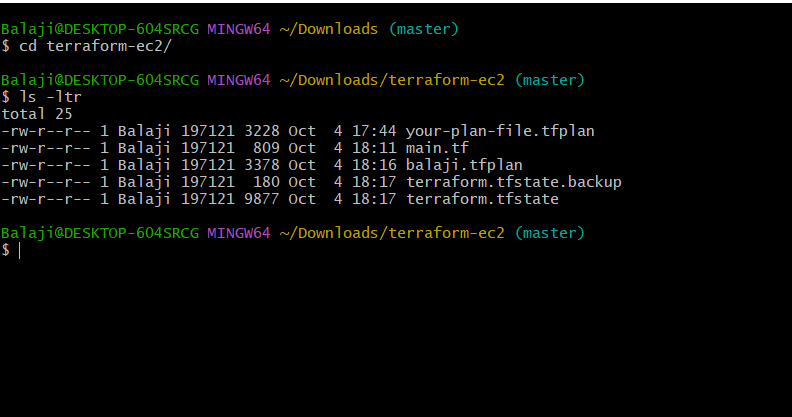 Balaji@DESKTOP-604SRCG MINGW64 ~/Downloads (master)
$ cd terraform-ec2/
Balaji@DESKTOP-604SRCG MINGW64 ~/Downloads/terraform-ec2 (master)
$ ls -ltr
total 25
-rw-r--r-- 1 Balaji 197121 3228 Oct  4 17:44 your-plan-file.tfplan
-rw-r--r-- 1 Balaji 197121  809 Oct  4 18:11 main.tf
-rw-r--r-- 1 Balaji 197121 3378 Oct  4 18:16 balaji.tfplan
-rw-r--r-- 1 Balaji 197121  180 Oct  4 18:17 terraform.tfstate.backup
-rw-r--r-- 1 Balaji 197121 9877 Oct  4 18:17 terraform.tfstate
Balaji@DESKTOP-604SRCG MINGW64 ~/Downloads/terraform-ec2 (master)
$